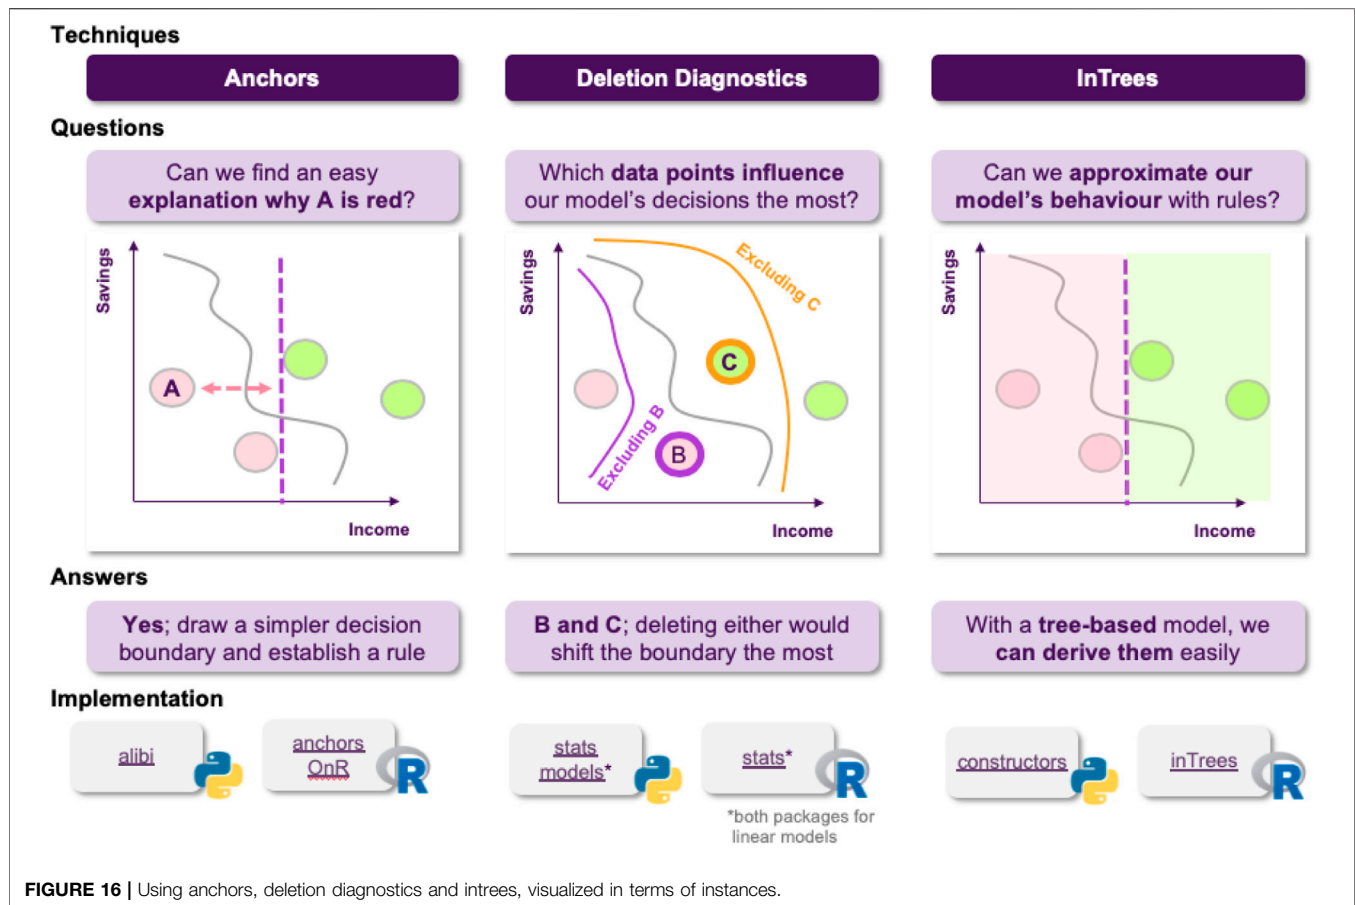 Techniques
Anchors
Deletion Diagnostics
InTrees
Questions
Can we find an easy
explanation why A is red?
Which data points influence
our model's decisions the most?
Can we approximate our
model's behaviour with rules?
Savings
A
Income
Savings
Excluding C
C
Excluding B
B
Income
Savings
Income
Answers
Yes; draw a simpler decision
boundary and establish a rule
B and C; deleting either would
shift the boundary the most
With a tree-based model, we
can derive them easily
Implementation
alibi
anchors
OnR
R
stats
models*
stats*
R
*both packages for
linear models
constructors
inTrees
R
FIGURE 16 | Using anchors, deletion diagnostics and intrees, visualized in terms of instances.